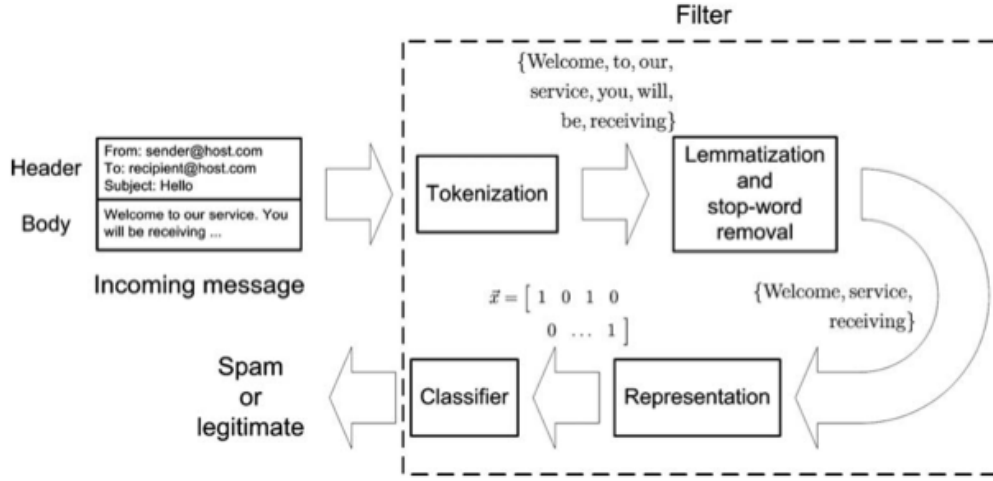 Filter
{Welcome, to, our,
service, you, will,
be, receiving}
Header
From: sender@host.com
To: recipient@host.com
Subject: Hello
Body
Welcome to our service. You
will be receiving ...
Incoming message
Tokenization
Lemmatization
and
stop-word
removal
{Welcome, service,
receiving}
x⃗ = [ 1 0 1 0
0 … 1 ]
Representation
Classifier
Spam
or
legitimate